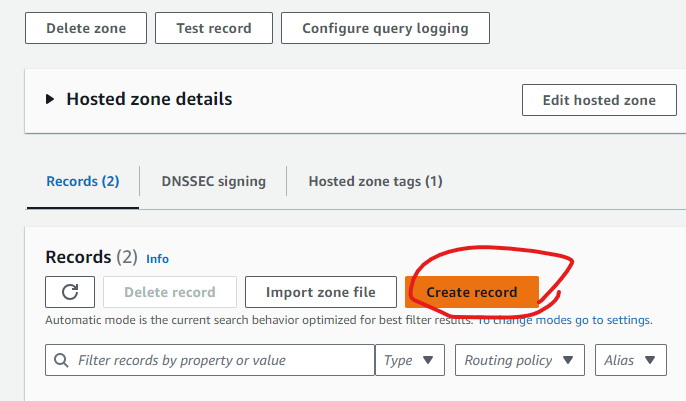 Delete zone Test record Configure query logging
Hosted zone details Edit hosted zone
Records (2) DNSSEC signing Hosted zone tags (1)
Records (2) Info
Delete record Import zone file Create record
Automatic mode is the current search behavior optimized for best filter results. To change modes go to settings.
Filter records by property or value Type Routing policy Alias